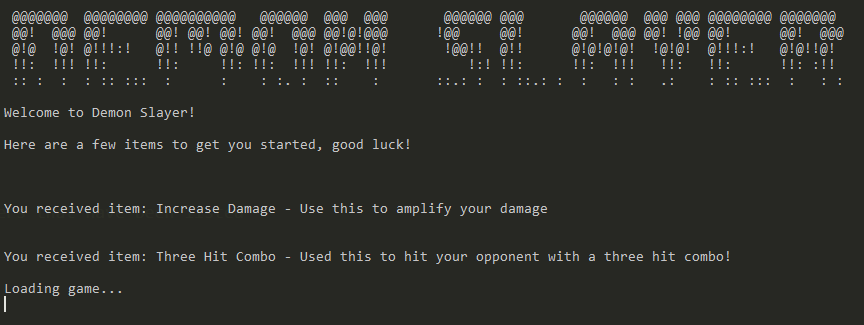 DEMON SLAYER
Welcome to Demon Slayer!
Here are a few items to get you started, good luck!
You received item: Increase Damage - Use this to amplify your damage
You received item: Three Hit Combo - Used this to hit your opponent with a three hit combo!
Loading game...